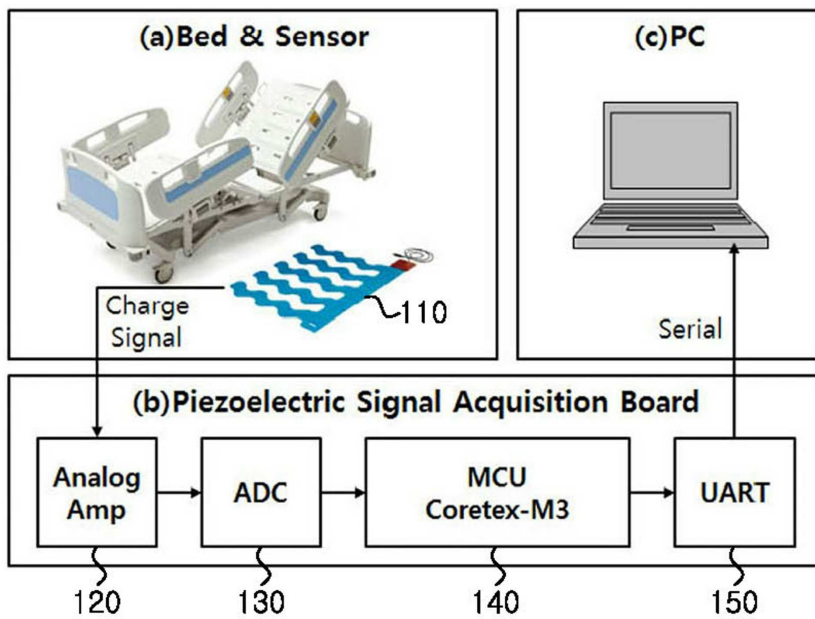 (a)Bed & Sensor
110
Charge
Signal
(c)PC
Serial
(b)Piezoelectric Signal Acquisition Board
Analog
Amp
ADC
MCU
Coretex-M3
UART
120
130
140
150